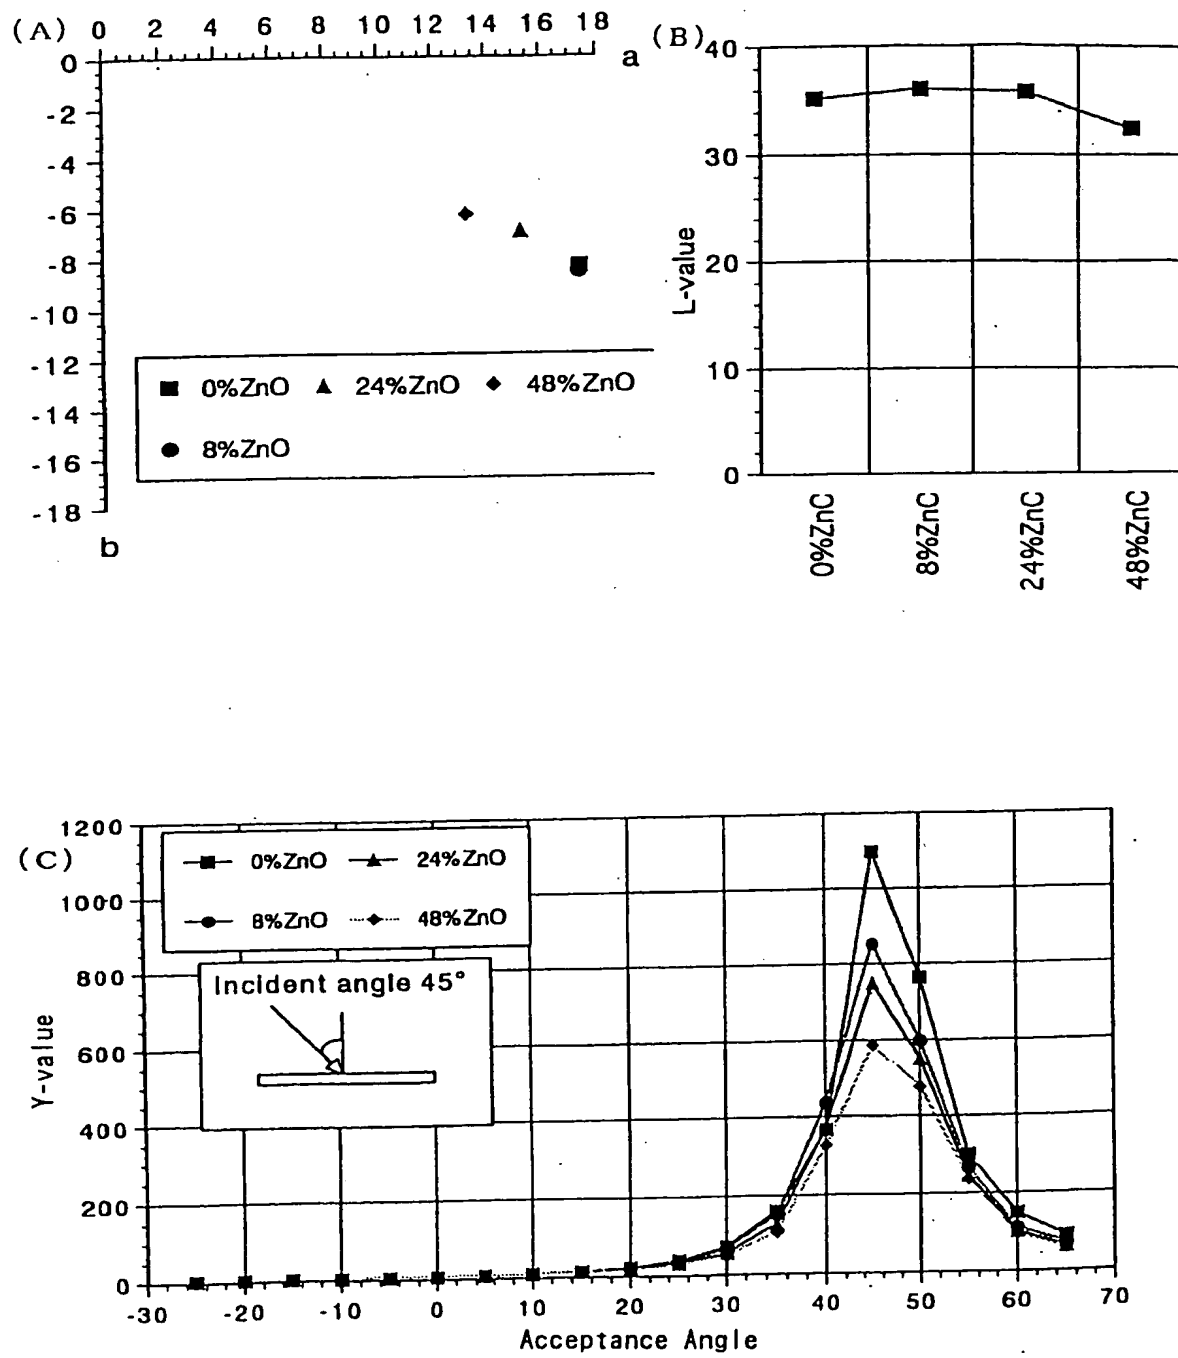 (A) 0 2 4 6 8 10 12 14 16 18
a
0
-2
-4
-6
-8
-10
-12
-14
-16
-18
b
0%ZnO 24%ZnO 48%ZnO
8%ZnO
(B)
40
30
20
10
0
L-value
0%ZnC
8%ZnC
24%ZnC
48%ZnC
(C)
1200
1000
800
600
400
200
0
Y-value
0%ZnO 24%ZnO
8%ZnO 48%ZnO
Incident angle 45°
-30 -20 -10 0 10 20 30 40 50 60 70
Acceptance Angle